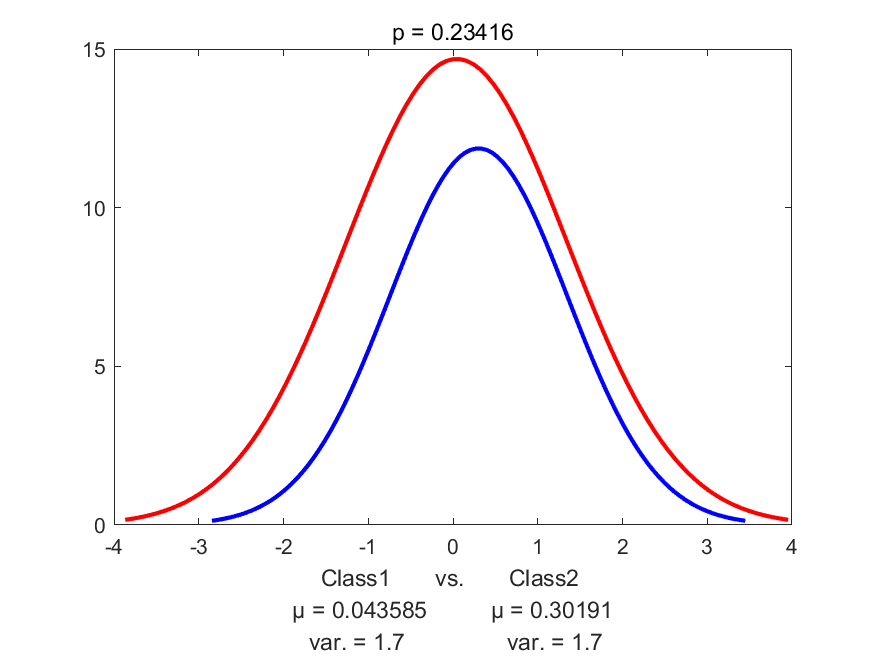 p = 0.23416
15
10
5
0
-4 -3 -2 -1 0 1 2 3 4
Class1 vs. Class2
μ = 0.043585 μ = 0.30191
var. = 1.7 var. = 1.7